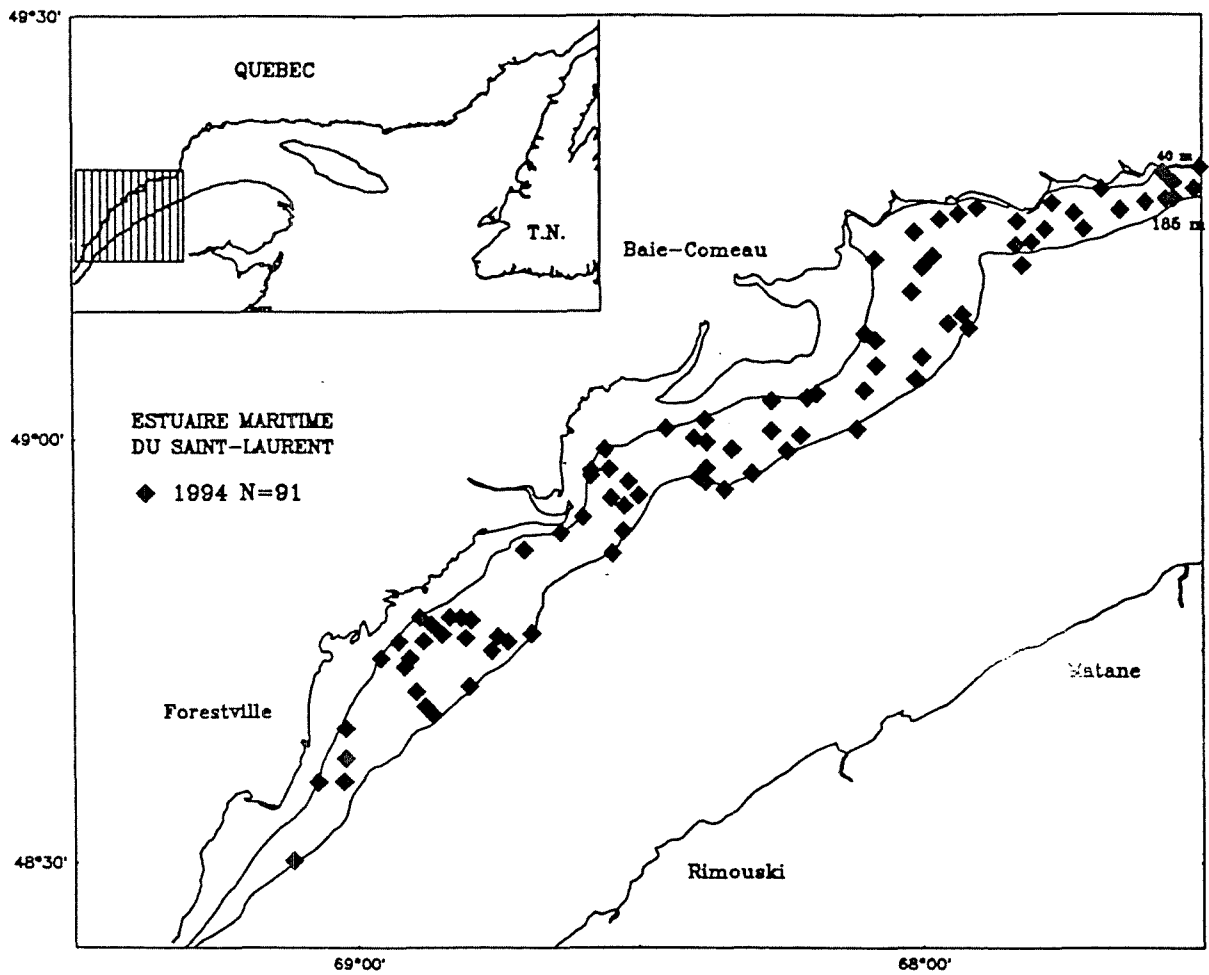 49°30'
QUEBEC
T.N.
40 m
185 m
Baie-Comeau
ESTUAIRE MARITIME
DU SAINT-LAURENT
1994 N=91
49°00'
Matane
Forestville
Rimouski
48°30'
69°00'
68°00'